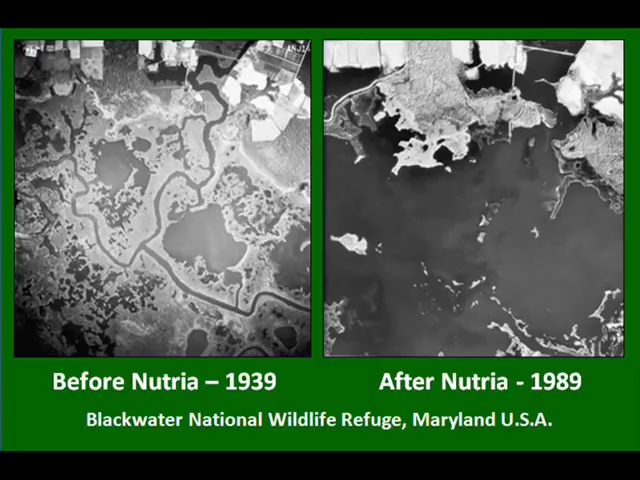 Before Nutria – 1939
After Nutria - 1989
Blackwater National Wildlife Refuge, Maryland U.S.A.